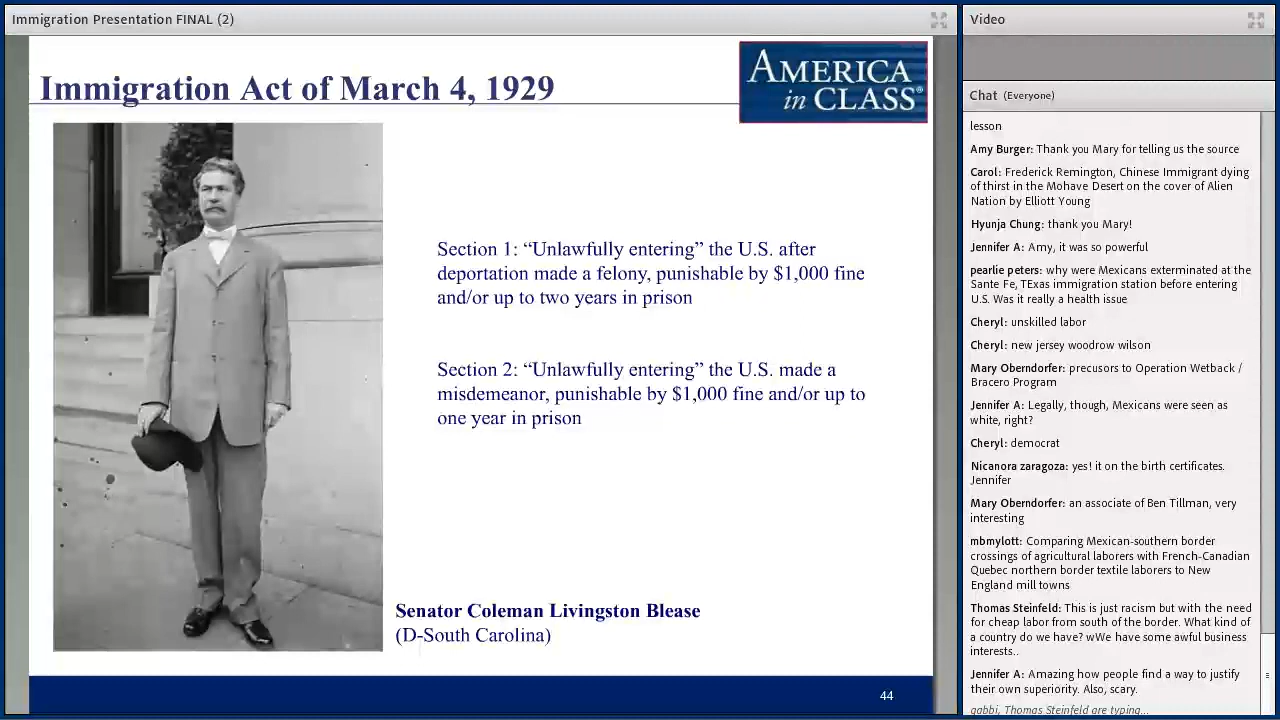 Immigration Presentation FINAL (2)
Immigration Act of March 4, 1929
AMERICA
in CLASS®
Section 1: “Unlawfully entering” the U.S. after
deportation made a felony, punishable by $1,000 fine
and/or up to two years in prison
Section 2: “Unlawfully entering” the U.S. made a
misdemeanor, punishable by $1,000 fine and/or up to
one year in prison
Senator Coleman Livingston Blease
(D-South Carolina)
44
Video
Chat (Everyone)
lesson
Amy Burger: Thank you Mary for telling us the source
Carol: Frederick Remington, Chinese Immigrant dying
of thirst in the Mohave Desert on the cover of Alien
Nation by Elliott Young
Hyunja Chung: thank you Mary!
Jennifer A: Amy, it was so powerful
pearlie peters: why were Mexicans exterminated at the
Sante Fe, TExas immigration station before entering
U.S. Was it really a health issue
Cheryl: unskilled labor
Cheryl: new jersey woodrow wilson
Mary Oberndorfer: precusors to Operation Wetback /
Bracero Program
Jennifer A: Legally, though, Mexicans were seen as
white, right?
Cheryl: democrat
Nicanora zaragoza: yes! it on the birth certificates.
Jennifer
Mary Oberndorfer: an associate of Ben Tillman, very
interesting
mbmylott: Comparing Mexican-southern border
crossings of agricultural laborers with French-Canadian
Quebec northern border textile laborers to New
England mill towns
Thomas Steinfeld: This is just racism but with the need
for cheap labor from south of the border. What kind of
a country do we have? wWe have some awful business
interests..
Jennifer A: Amazing how people find a way to justify
their own superiority. Also, scary.
gabbi, Thomas Steinfeld are typing...